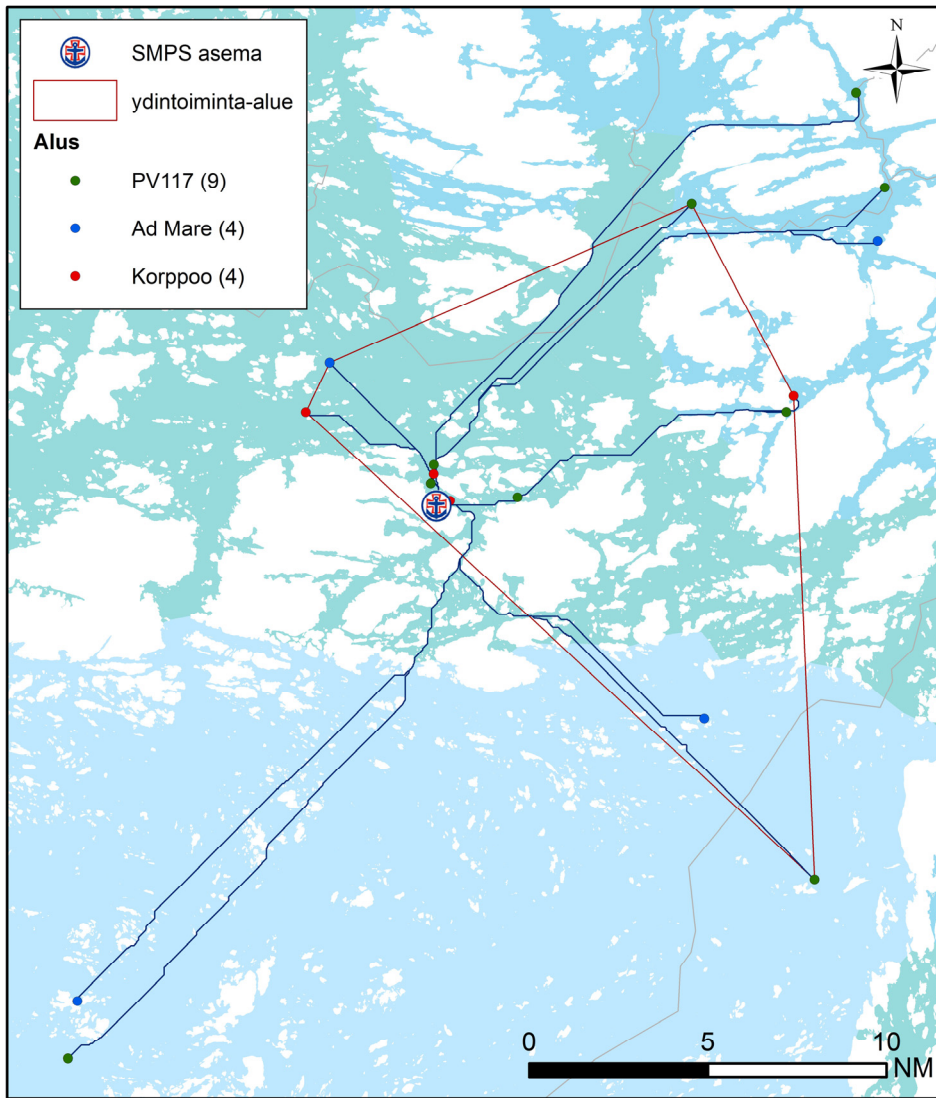 SMPS asema
ydintoiminta-alue
Alus
PV117 (9)
Ad Mare (4)
Korppoo (4)
N
0 5 10
NM